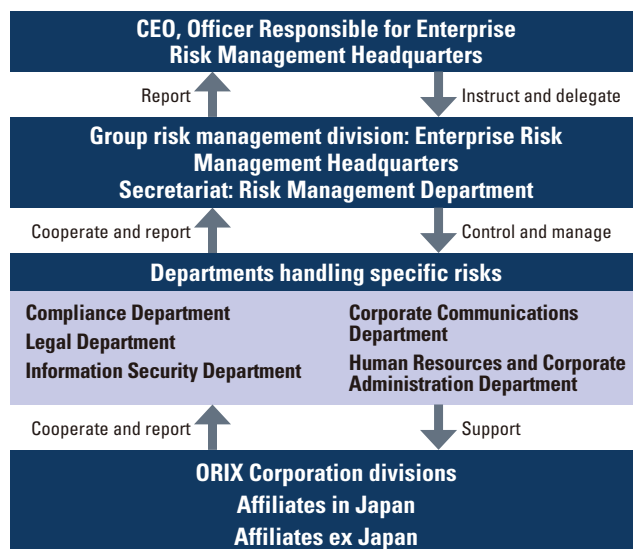 CEO, Officer Responsible for Enterprise
Risk Management Headquarters
Report
Instruct and delegate
Group risk management division: Enterprise Risk
Management Headquarters
Secretariat: Risk Management Department
Cooperate and report
Control and manage
Departments handling specific risks
Compliance Department
Legal Department
Information Security Department
Corporate Communications
Department
Human Resources and Corporate
Administration Department
Cooperate and report
Support
ORIX Corporation divisions
Affiliates in Japan
Affiliates ex Japan